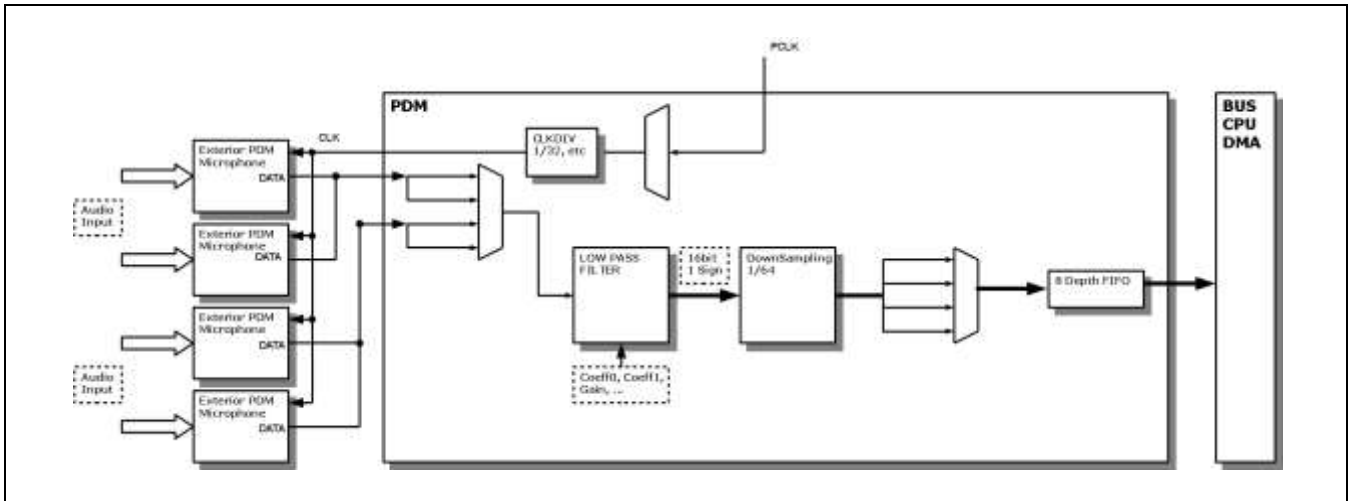 PCLK
PDM
BUS
CPU
DMA
CLK
CLKDIV
1/32, etc
Exterior PDM
Microphone
DATA
Audio
Input
Exterior PDM
Microphone
DATA
LOW PASS
FILTER
16bit
1 Sign
DownSampling
1/64
8 Depth FIFO
Exterior PDM
Microphone
DATA
Audio
Input
Coeff0, Coeff1,
Gain, ...
Exterior PDM
Microphone
DATA